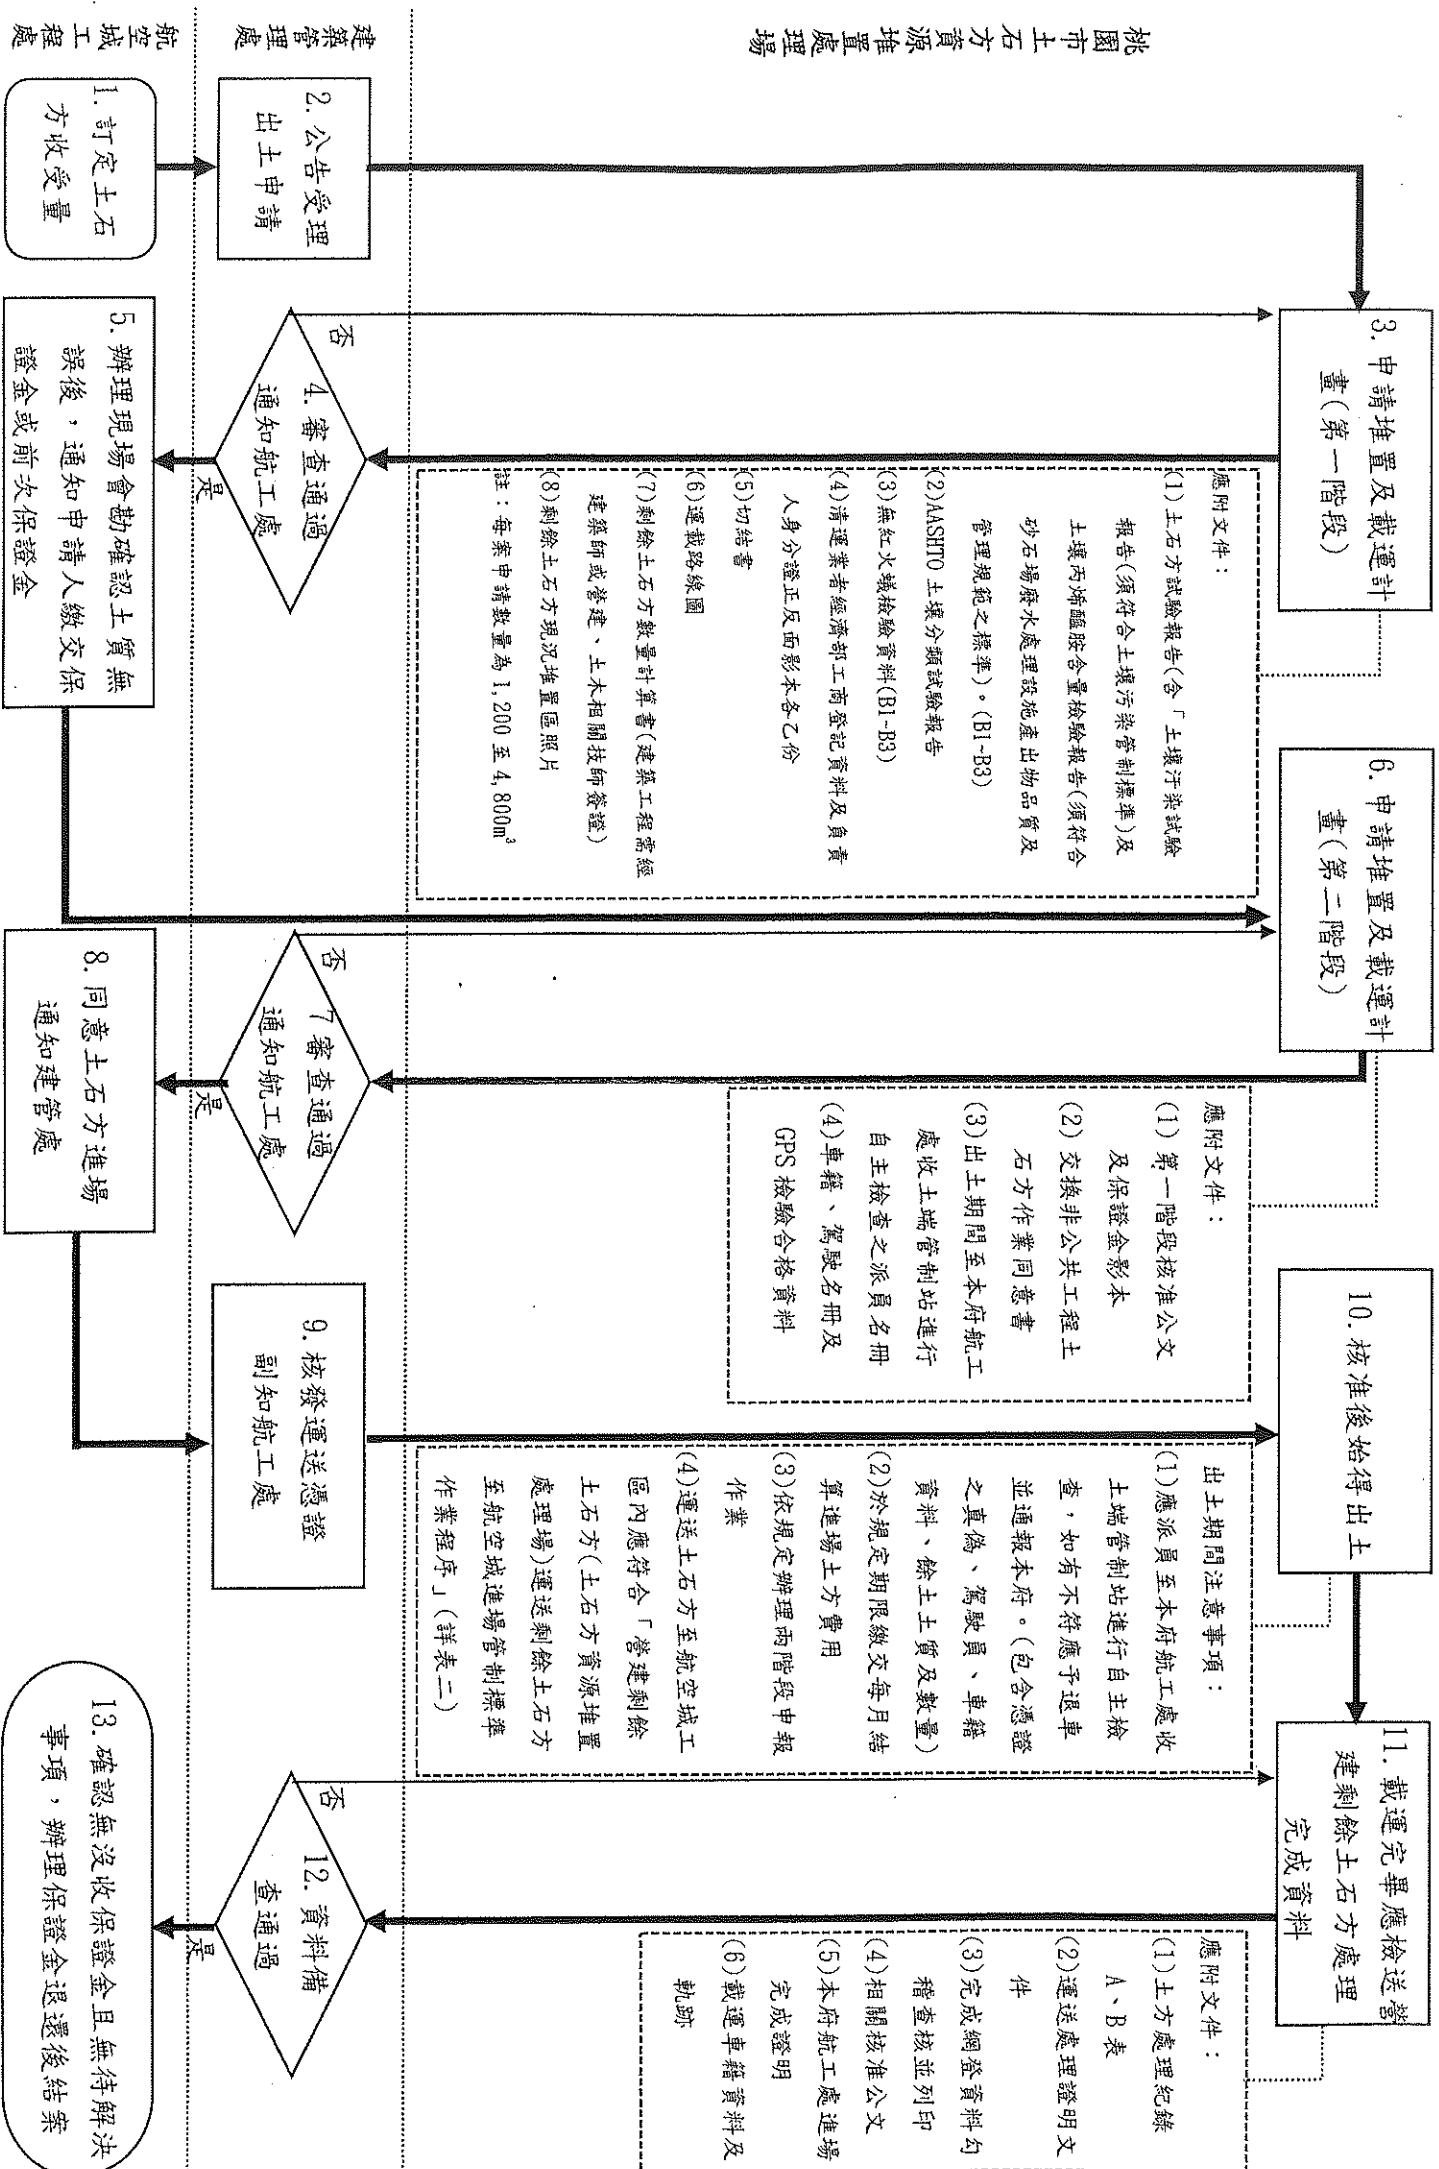 桃園市土石方資源堆置處理場
建築管理處
航空城工程處
1. 訂定土石
方收受量
2. 公告受理
出土申請
3. 申請堆置及載運計
畫(第一階段)
應附文件：
(1)土石方試驗報告(含「土壤汙染試驗
報告(須符合土壤污染管制標準)及
土壤丙烯醯胺含量檢驗報告(須符合
砂石場廢水處理設施產出物品質及
管理規範之標準)。(B1~B3)
(2)AASHTO 土壤分類試驗報告
(3)無紅火蟻檢驗資料(B1~B3)
(4)清運業者經濟部工商登記資料及負責
人身分證正反面影本各乙份
(5)切結書
(6)運載路線圖
(7)剩餘土石方數量計算書(建築工程需經
建築師或營建、土木相關技師簽證)
(8)剩餘土石方現況堆置區照片
註：每案申請數量為 1,200 至 4,800m³
4. 審查通過
通知航工處
否
是
5. 辦理現場會勘確認土質無
誤後，通知申請人繳交保
證金或前次保證金
6. 申請堆置及載運計
畫(第二階段)
應附文件：
(1) 第一階段核准公文
及保證金影本
(2) 交換非公共工程土
石方作業同意書
(3)出土期間至本府航工
處收土端管制站進行
自主檢查之派員名冊
(4)車籍、駕駛名冊及
GPS 檢驗合格資料
7 審查通過
通知航工處
否
是
8. 同意土石方進場
通知建管處
9. 核發運送憑證
副知航工處
10. 核准後始得出土
出土期間注意事項：
(1)應派員至本府航工處收
土端管制站進行自主檢
查，如有不符應予退車
並通報本府。(包含憑證
之真偽、駕駛員、車籍
資料、餘土土質及數量)
(2)於規定期限繳交每月結
算進場土方費用
(3)依規定辦理兩階段申報
作業
(4)運送土石方至航空城工
區內應符合「營建剩餘
土石方(土石方資源堆置
處理場)運送剩餘土石方
至航空城進場管制標準
作業程序」(詳表二)
11. 載運完畢應檢送營
建剩餘土石方處理
完成資料
應附文件：
(1)土方處理紀錄
A、B 表
(2)運送處理證明文
件
(3)完成網登資料勾
稽查核並列印
(4)相關核准公文
(5)本府航工處進場
完成證明
(6)載運車籍資料及
軌跡
12. 資料備
查通過
否
是
13. 確認無沒收保證金且無待解決
事項，辦理保證金退還後結案